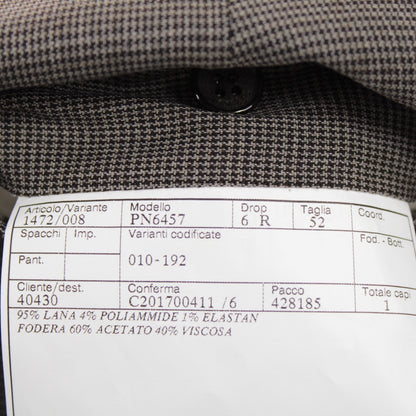 Articolo/Variante Modello Drop Taglia Coord.
1472/008 PN6457 6 R 52
Spacchi Imp. Varianti codificate Fod. - Bott.
Pant. 010-192
Cliente/dest. Conferma Pacco Totale capi
40430 C201700411 /6 428185 1
95% LANA 4% POLIAMMIDE 1% ELASTAN
FODERA 60% ACETATO 40% VISCOSA